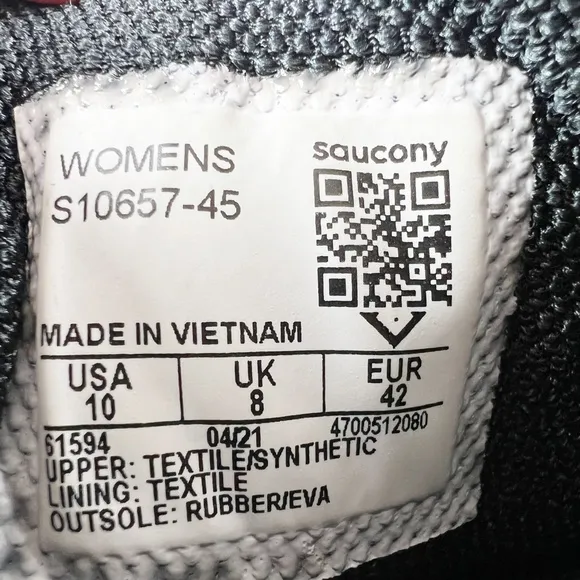 WOMENS
S10657-45
saucony
MADE IN VIETNAM
USA UK EUR
10 8 42
61594 04/21 4700512080
UPPER: TEXTILE/SYNTHETIC
LINING: TEXTILE
OUTSOLE: RUBBER/EVA